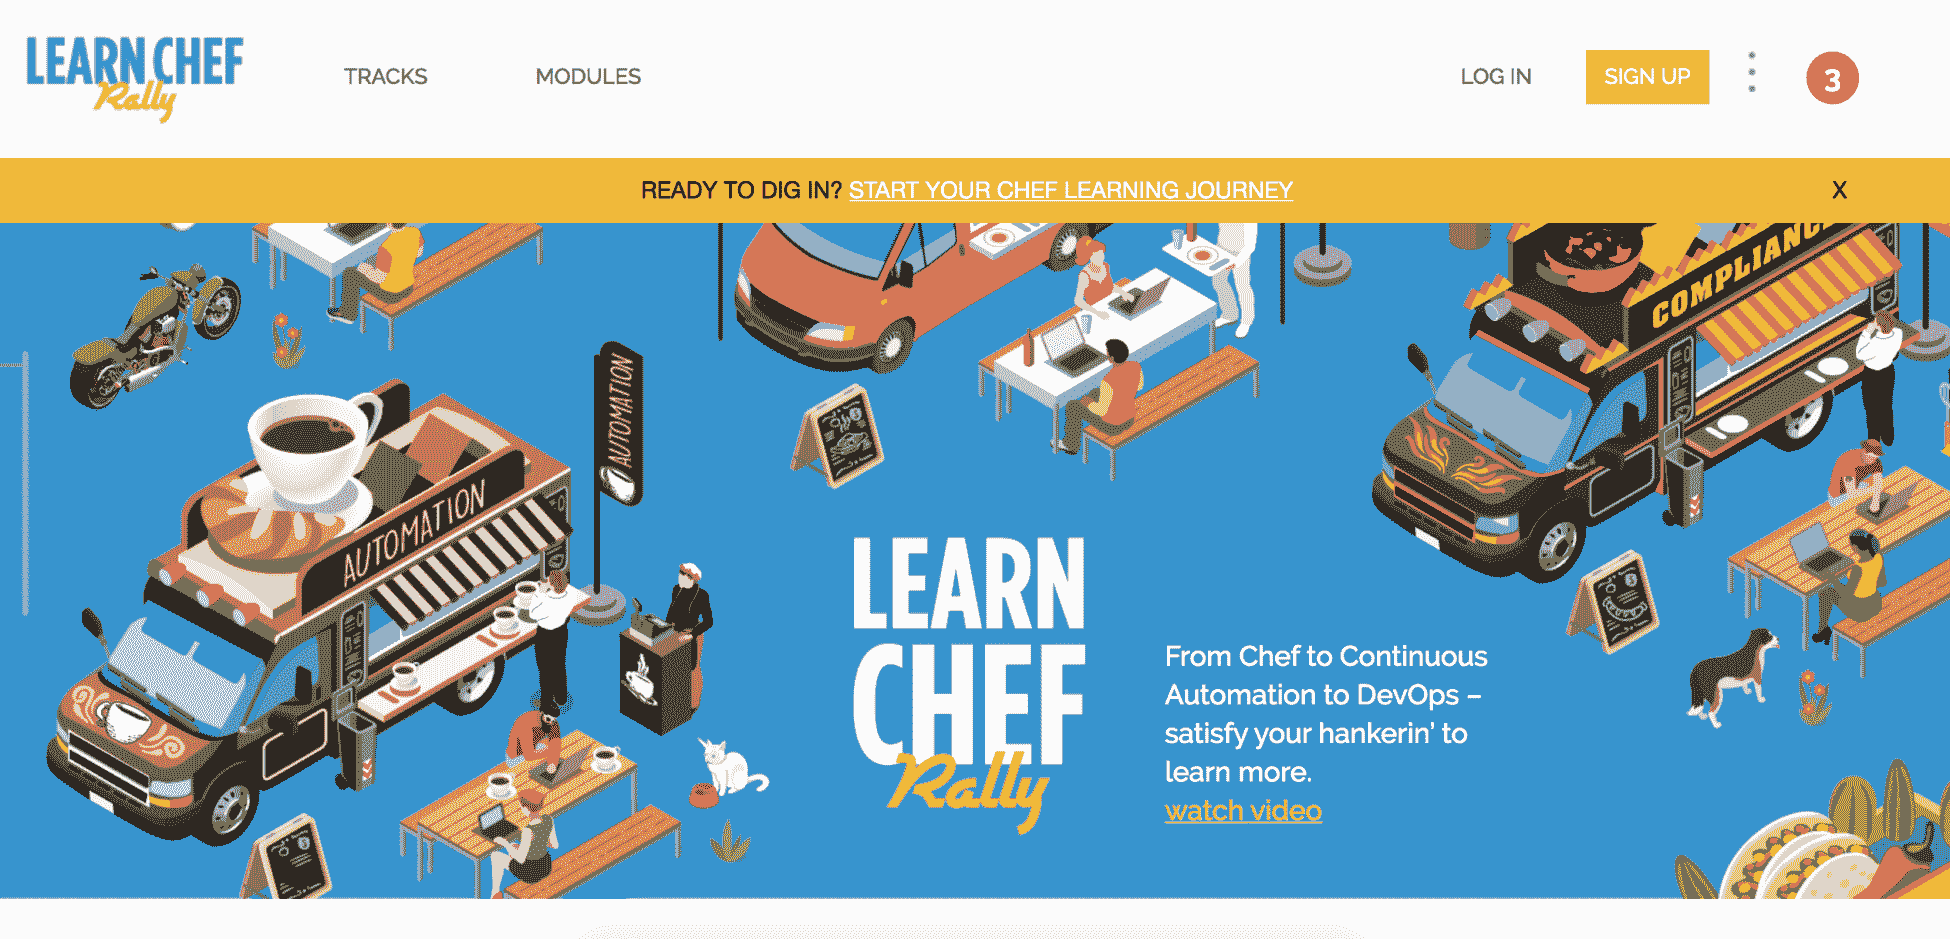 LEARN CHEF
Rally
TRACKS
MODULES
LOG IN
SIGN UP
3
READY TO DIG IN? START YOUR CHEF LEARNING JOURNEY
X
COMPLIANC
AUTOMATION
AUTOMATION
LEARN
CHEF
Rally
From Chef to Continuous
Automation to DevOps –
satisfy your hankerin' to
learn more.
watch video